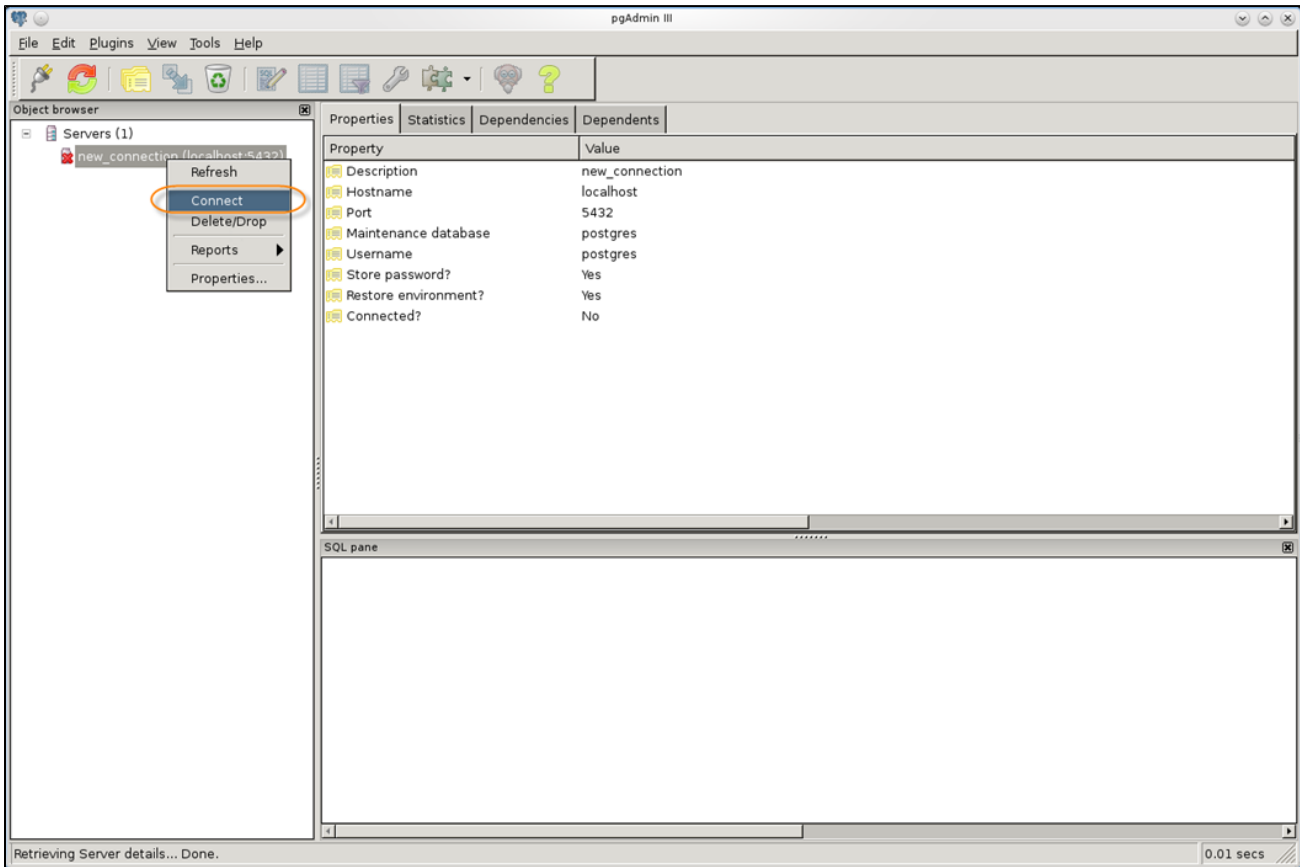 pgAdmin III
File Edit Plugins View Tools Help
Object browser
Servers (1)
new_connection (localhost:5432)
Refresh
Connect
Delete/Drop
Reports
Properties...
Properties Statistics Dependencies Dependents
Property Value
Description new_connection
Hostname localhost
Port 5432
Maintenance database postgres
Username postgres
Store password? Yes
Restore environment? Yes
Connected? No
SQL pane
Retrieving Server details... Done. 0.01 secs